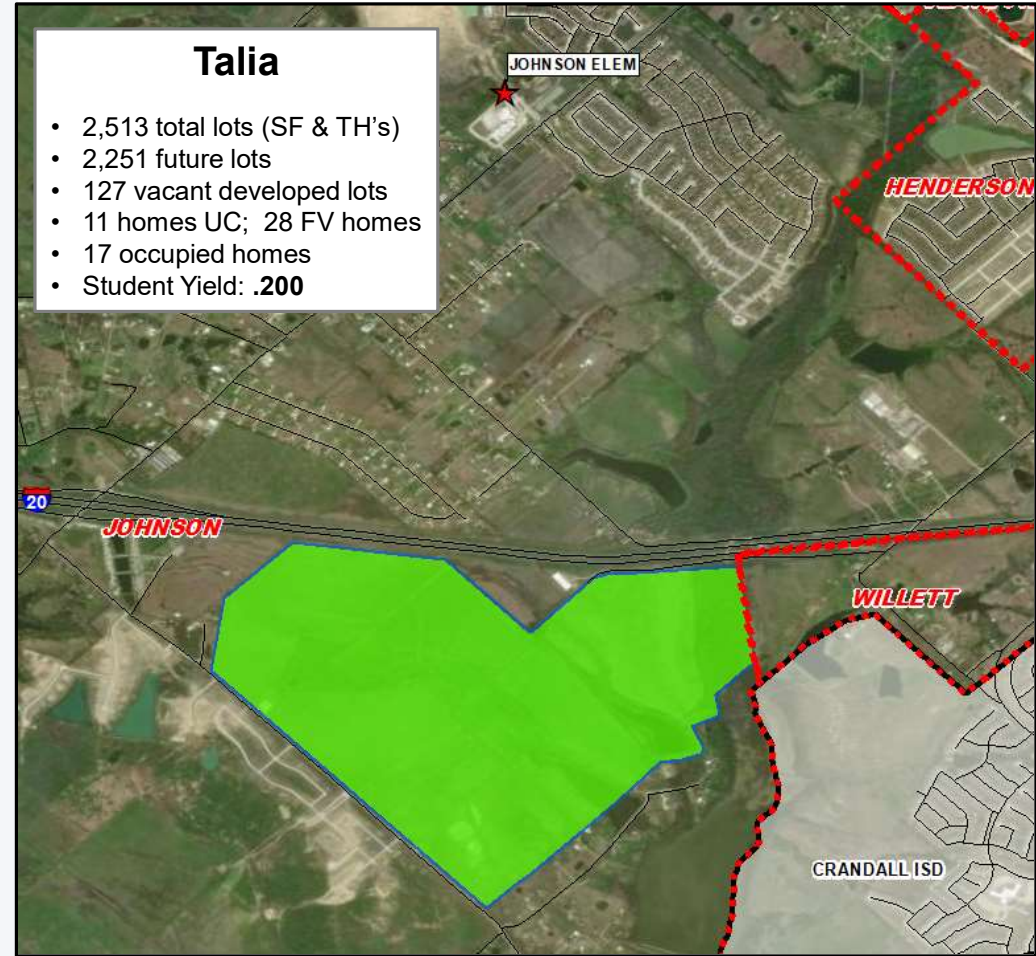 Talia
• 2,513 total lots (SF & TH's)
• 2,251 future lots
• 127 vacant developed lots
• 11 homes UC; 28 FV homes
• 17 occupied homes
• Student Yield: .200
JOHNSON ELEM
HENDERSON
20
JOHNSON
WILLETT
CRANDALL ISD